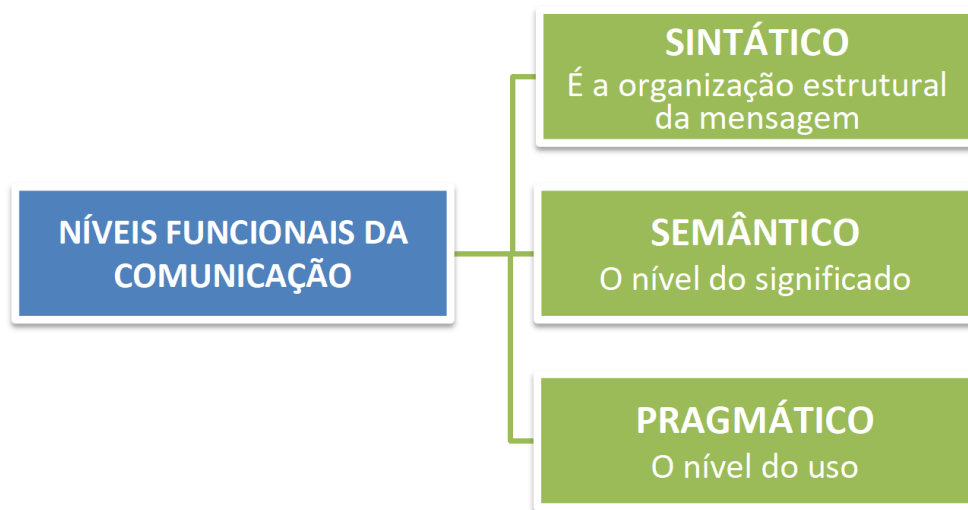 SINTÁTICO
É a organização estrutural
da mensagem
NÍVEIS FUNCIONAIS DA
COMUNICAÇÃO
SEMÂNTICO
O nível do significado
PRAGMÁTICO
O nível do uso